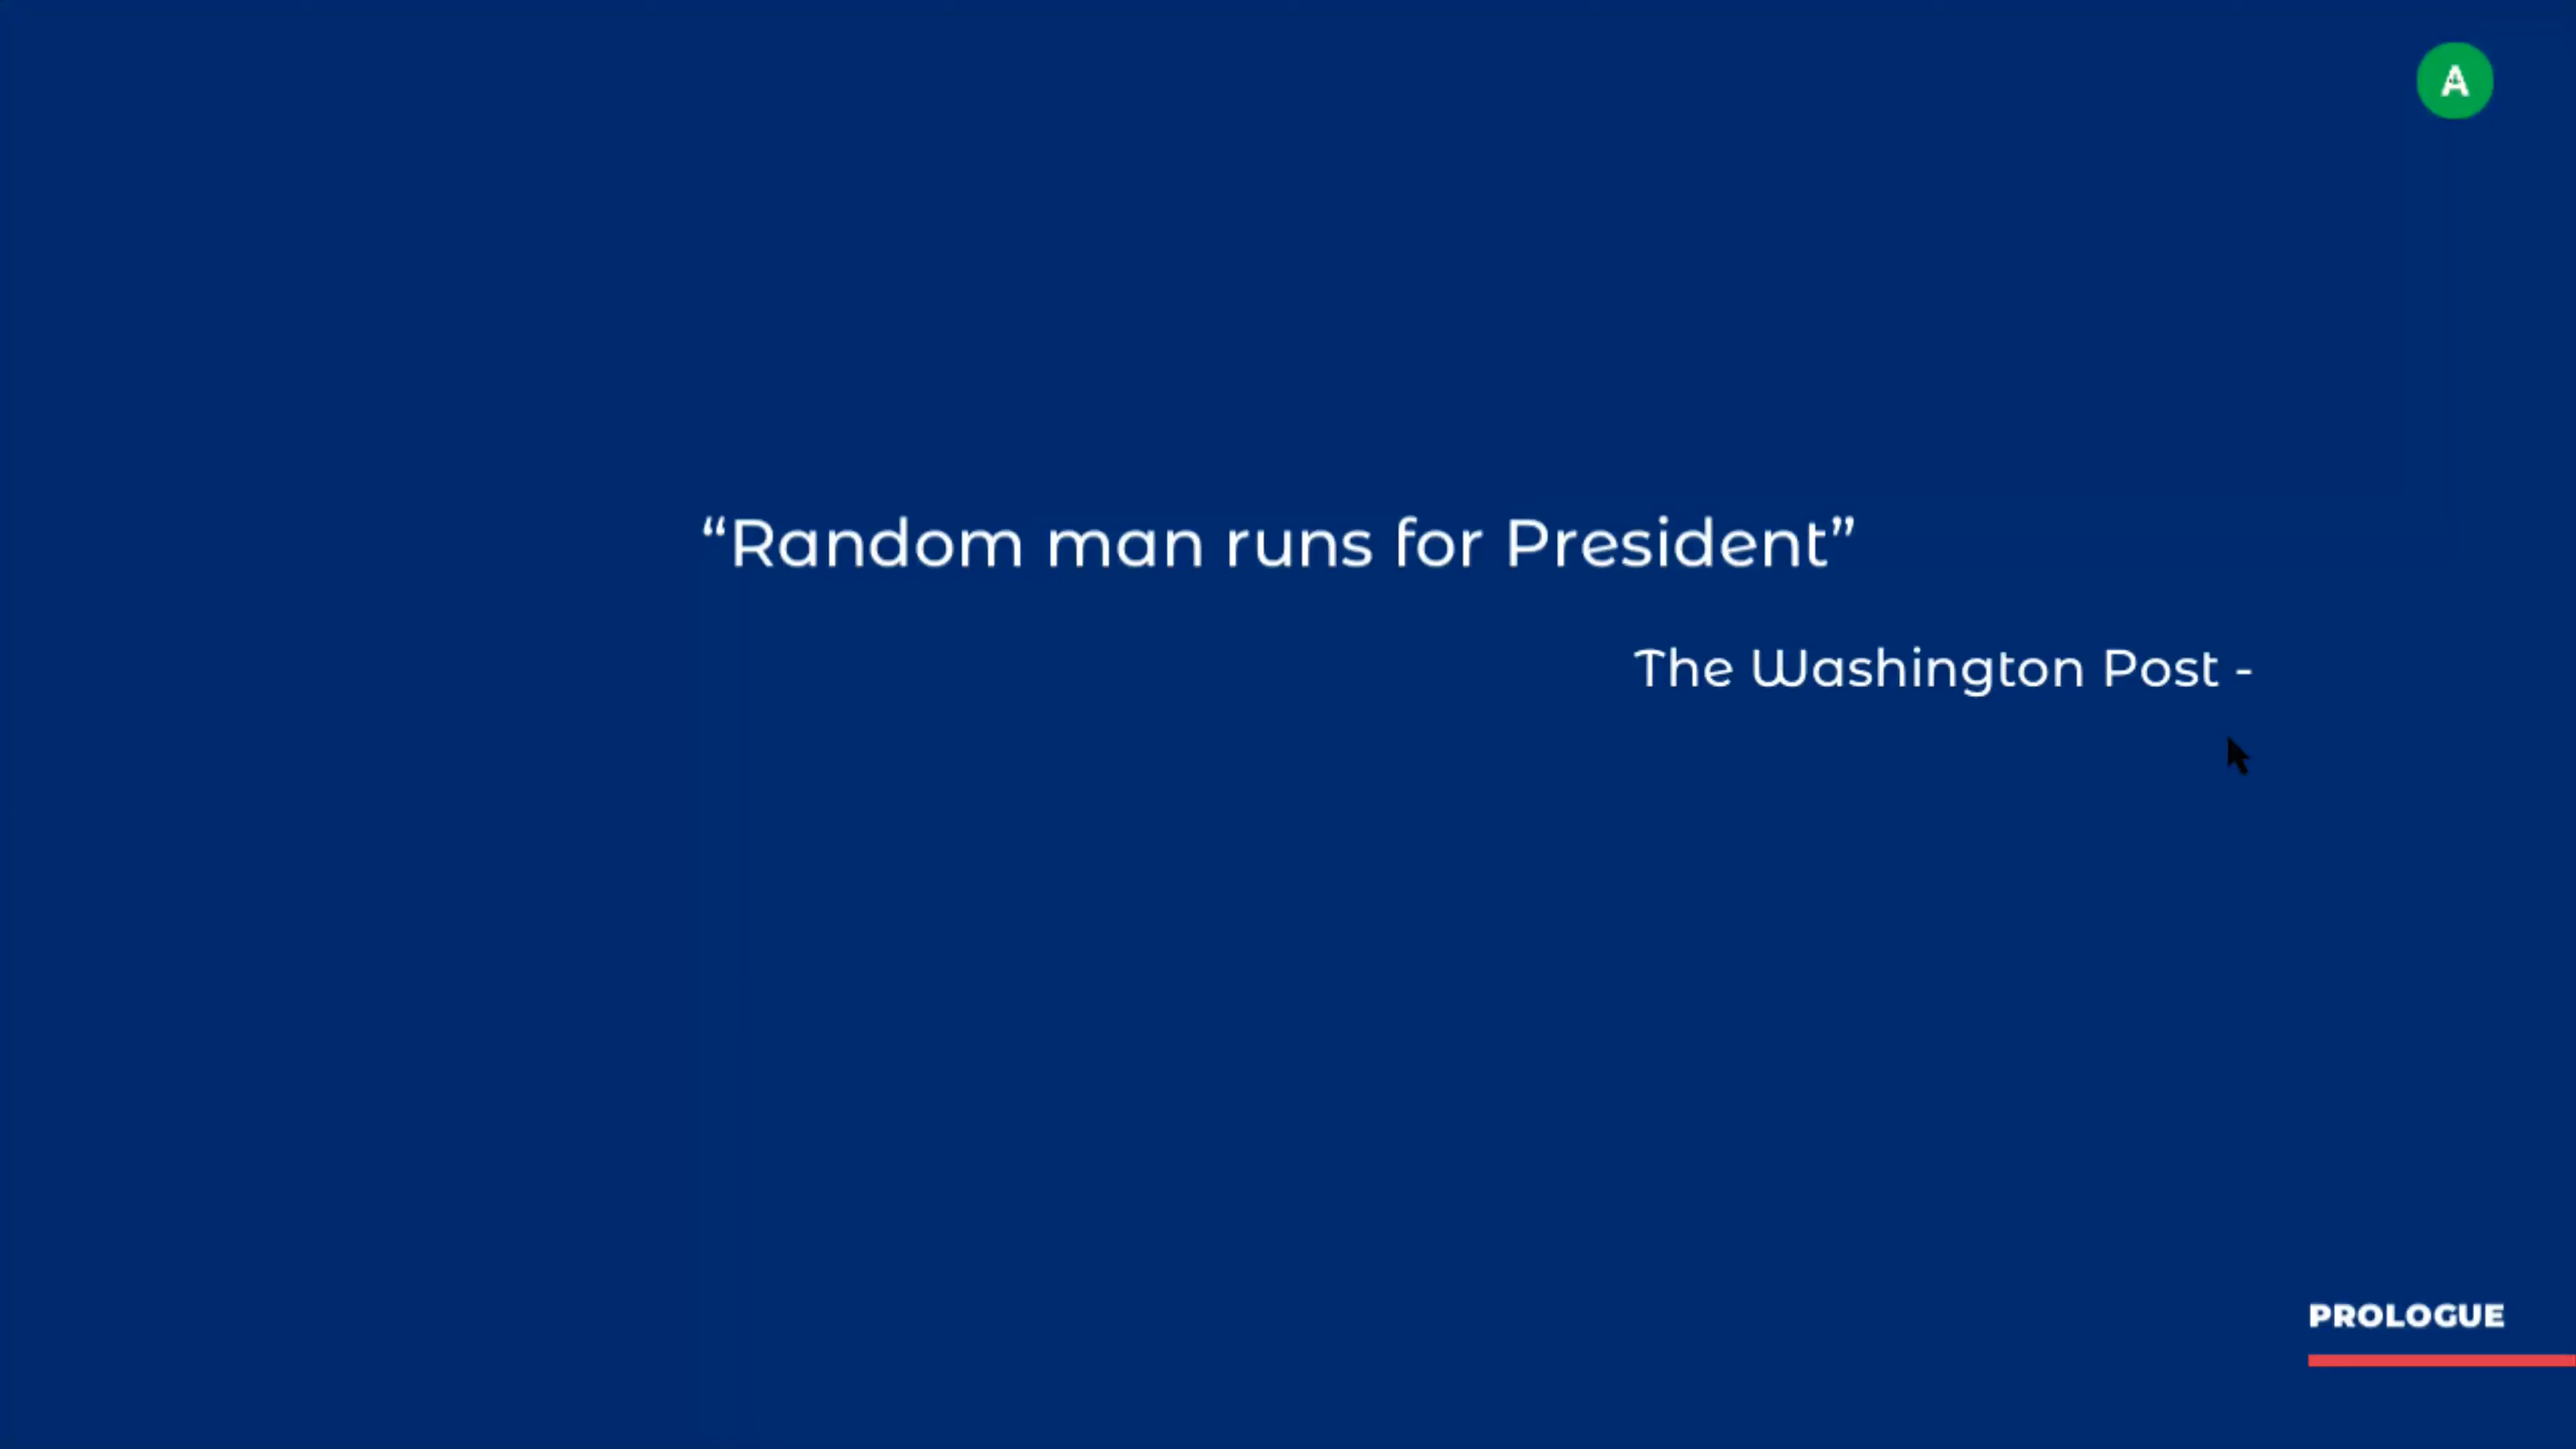 A
“Random man runs for President”
The Washington Post -
PROLOGUE